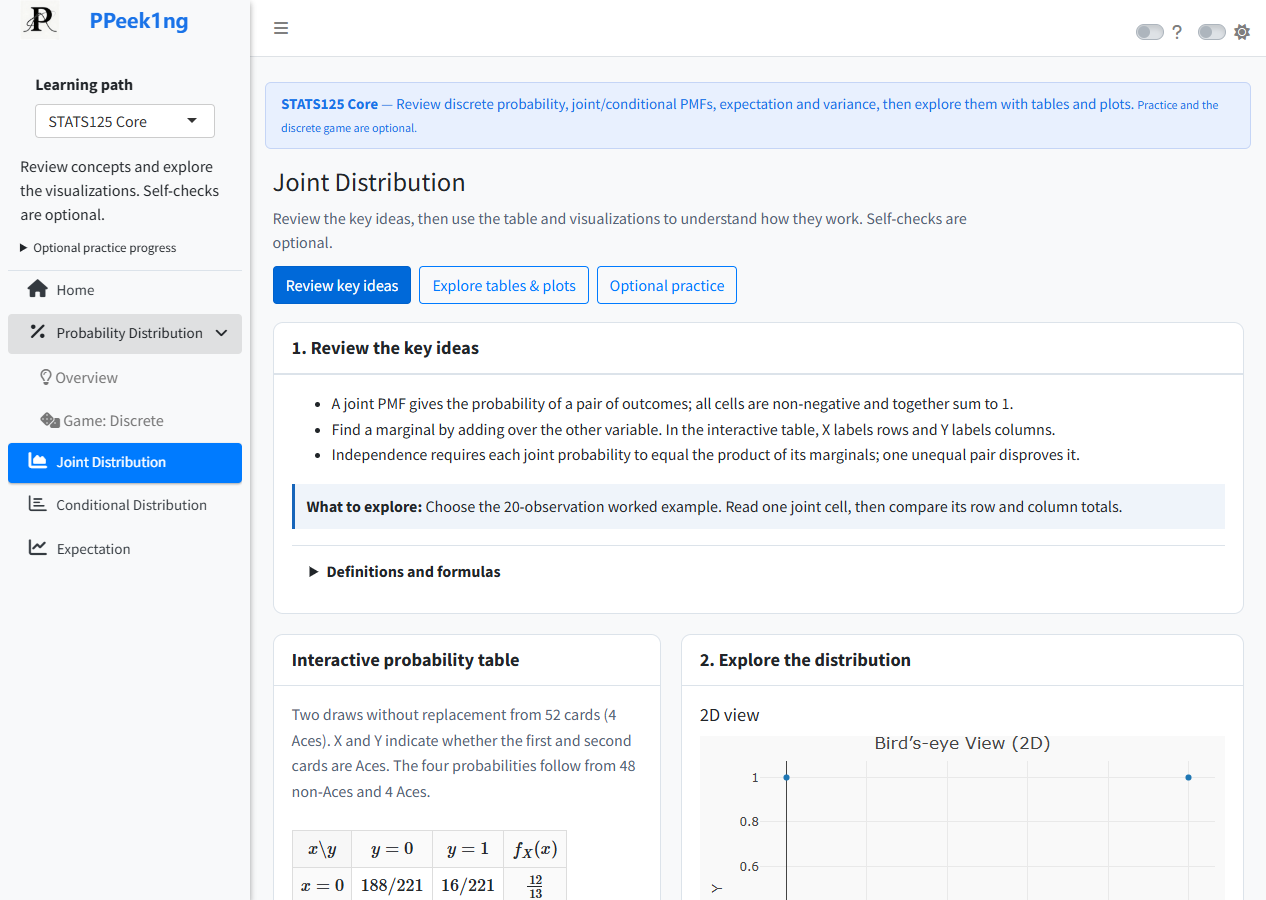 PPeek1ng
Learning path
STATS125 Core
Review concepts and explore
the visualizations. Self-checks
are optional.
Optional practice progress
Home
Probability Distribution
Overview
Game: Discrete
Joint Distribution
Conditional Distribution
Expectation
?
STATS125 Core — Review discrete probability, joint/conditional PMFs, expectation and variance, then explore them with tables and plots. Practice and the
discrete game are optional.
Joint Distribution
Review the key ideas, then use the table and visualizations to understand how they work. Self-checks are
optional.
Review key ideas
Explore tables & plots
Optional practice
1. Review the key ideas
• A joint PMF gives the probability of a pair of outcomes; all cells are non-negative and together sum to 1.
• Find a marginal by adding over the other variable. In the interactive table, X labels rows and Y labels columns.
• Independence requires each joint probability to equal the product of its marginals; one unequal pair disproves it.
What to explore: Choose the 20-observation worked example. Read one joint cell, then compare its row and column totals.
Definitions and formulas
Interactive probability table
Two draws without replacement from 52 cards (4
Aces). X and Y indicate whether the first and second
cards are Aces. The four probabilities follow from 48
non-Aces and 4 Aces.
x\y y = 0 y = 1 f_X(x)
x = 0 188/221 16/221 12/13
2. Explore the distribution
2D view
Bird's-eye View (2D)
1
0.8
0.6
Y